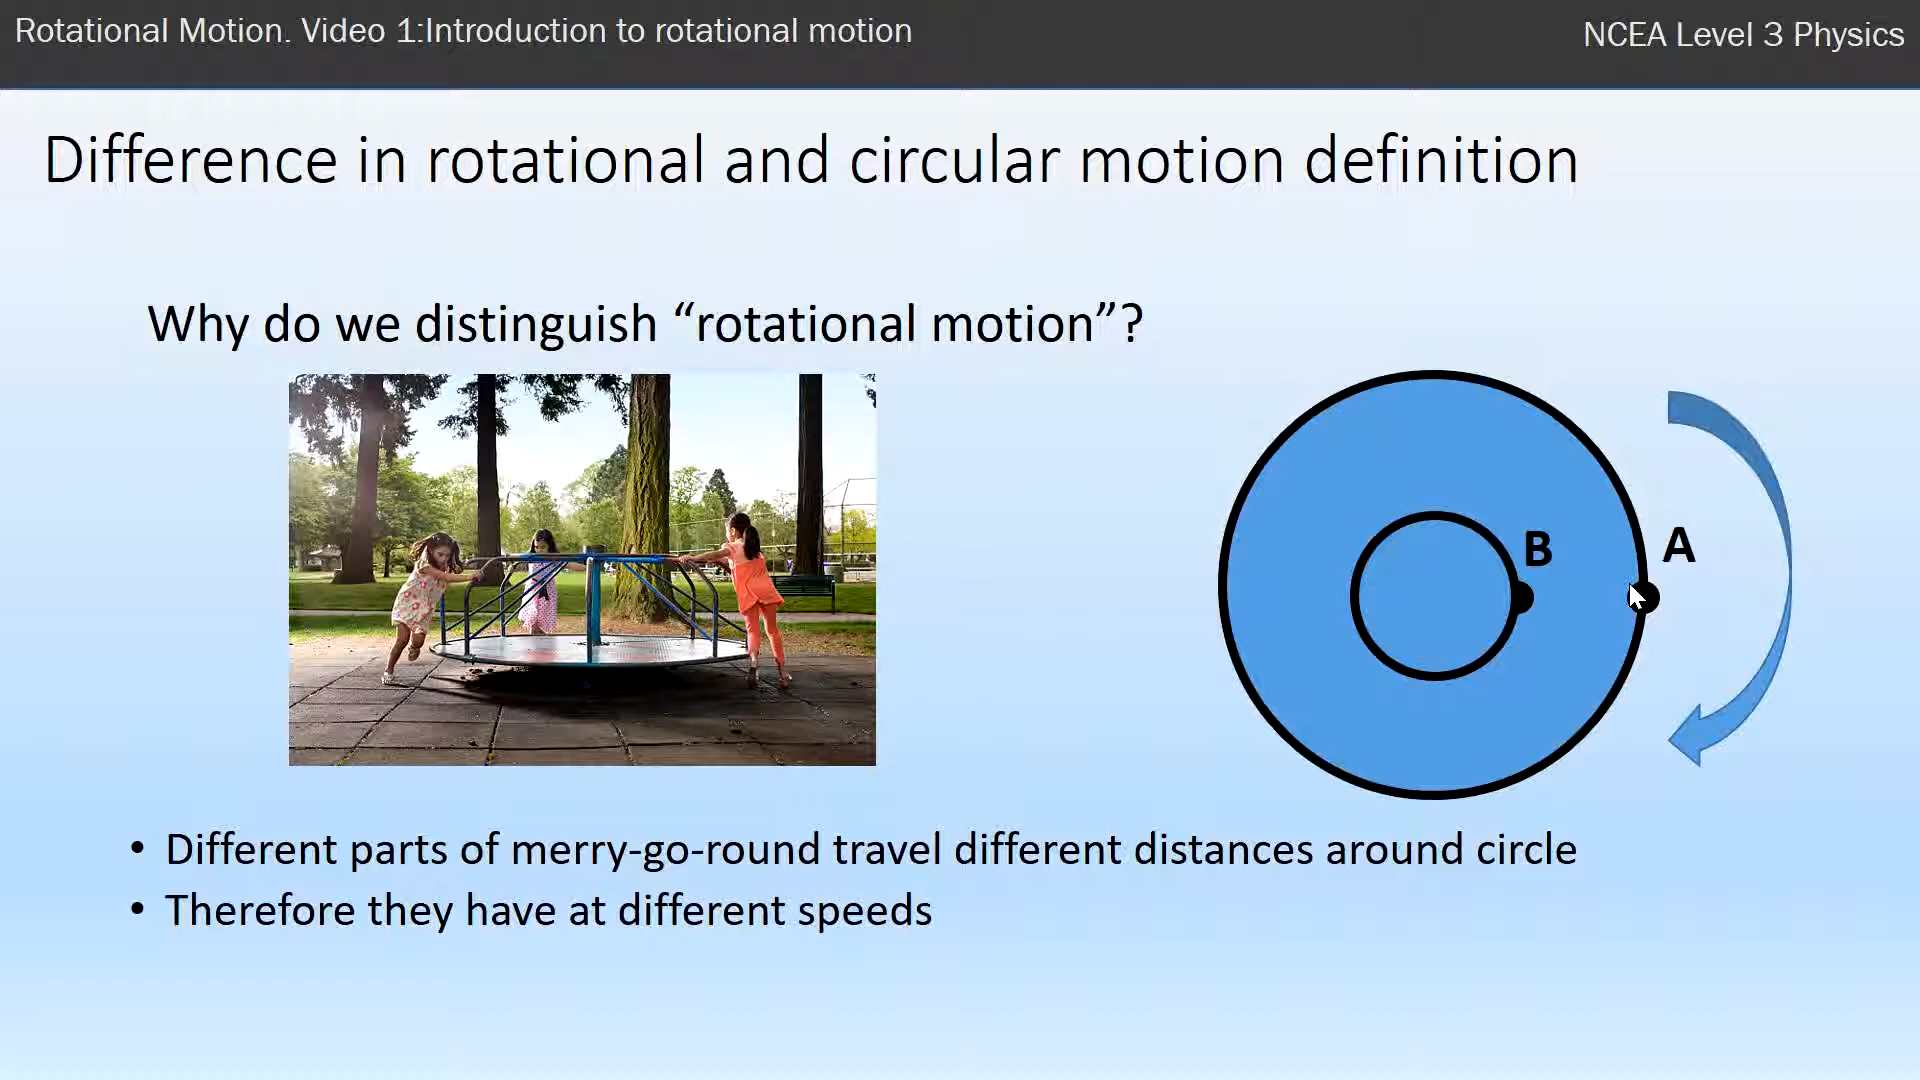 Rotational Motion. Video 1:Introduction to rotational motion
NCEA Level 3 Physics
Difference in rotational and circular motion definition
Why do we distinguish “rotational motion”?
B
A
• Different parts of merry-go-round travel different distances around circle
• Therefore they have at different speeds